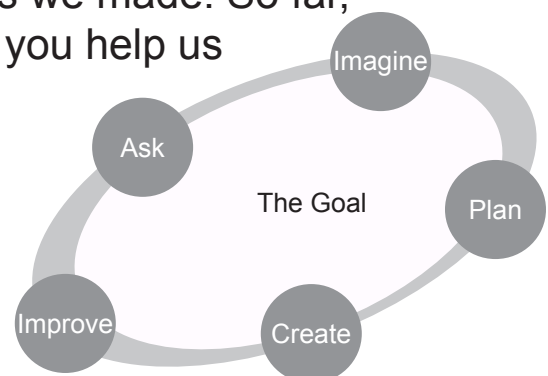 s we made. So far,
you help us
Imagine
Ask
The Goal
Plan
Improve
Create